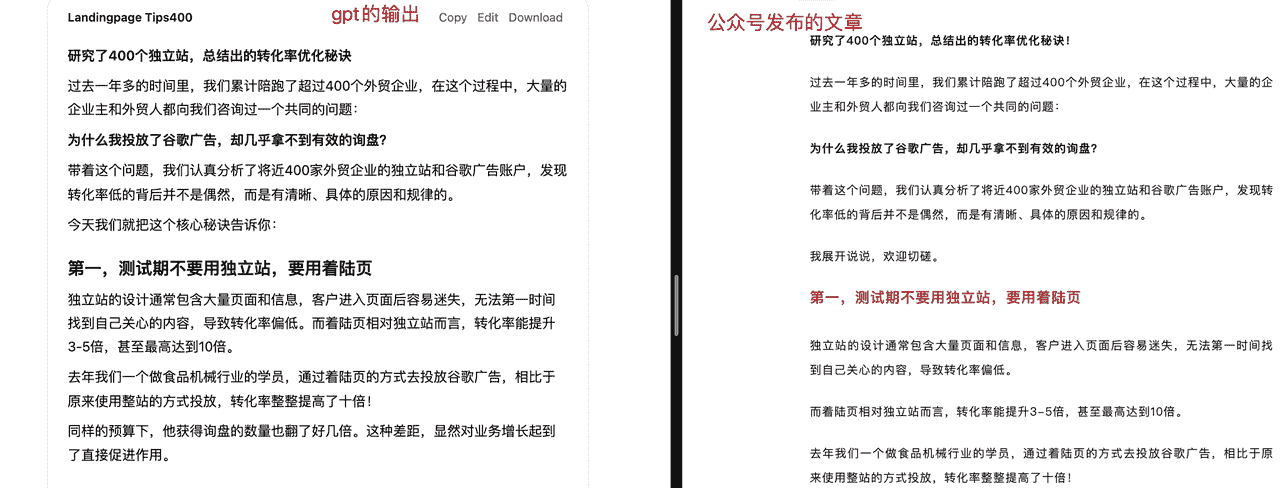 Landingpage Tips400
gpt的输出
Copy Edit Download
研究了400个独立站，总结出的转化率优化秘诀
过去一年多的时间里，我们累计陪跑了超过400个外贸企业，在这个过程中，大量的
企业主和外贸人都向我们咨询过一个共同的问题：
为什么我投放了谷歌广告，却几乎拿不到有效的询盘？
带着这个问题，我们认真分析了将近400家外贸企业的独立站和谷歌广告账户，发现
转化率低的背后并不是偶然，而是有清晰、具体的原因和规律的。
今天我们就把这个核心秘诀告诉你：
第一，测试期不要用独立站，要用着陆页
独立站的设计通常包含大量页面和信息，客户进入页面后容易迷失，无法第一时间
找到自己关心的内容，导致转化率偏低。而着陆页相对独立站而言，转化率能提升
3-5倍，甚至最高达到10倍。
去年我们一个做食品机械行业的学员，通过着陆页的方式去投放谷歌广告，相比于
原来使用整站的方式投放，转化率整整提高了十倍！
同样的预算下，他获得询盘的数量也翻了好几倍。这种差距，显然对业务增长起到
了直接促进作用。
公众号发布的文章
研究了400个独立站，总结出的转化率优化秘诀！
过去一年多的时间里，我们累计陪跑了超过400个外贸企业，在这个过程中，大量的企
业主和外贸人都向我们咨询过一个共同的问题：
为什么我投放了谷歌广告，却几乎拿不到有效的询盘？
带着这个问题，我们认真分析了将近400家外贸企业的独立站和谷歌广告账户，发现转
化率低的背后并不是偶然，而是有清晰、具体的原因和规律的。
我展开说说，欢迎切磋。
第一，测试期不要用独立站，要用着陆页
独立站的设计通常包含大量页面和信息，客户进入页面后容易迷失，无法第一时间找
到自己关心的内容，导致转化率偏低。
而着陆页相对独立站而言，转化率能提升3-5倍，甚至最高达到10倍。
去年我们一个做食品机械行业的学员，通过着陆页的方式去投放谷歌广告，相比于原
来使用整站的方式投放，转化率整整提高了十倍！